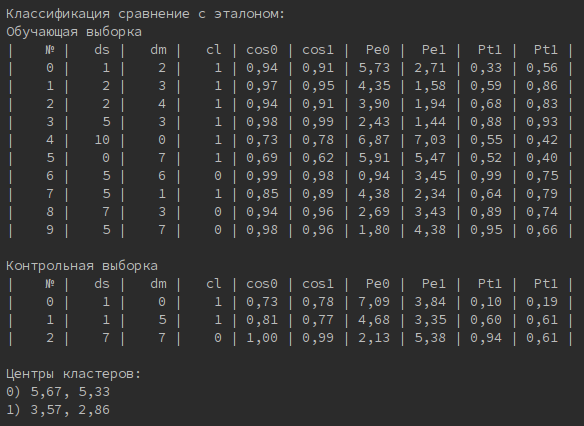 Классификация сравнение с эталоном:
Обучающая выборка
| № | ds | dm | cl | cos0 | cos1 | Pe0 | Pe1 | Pt1 | Pt1 |
| 0 | 1 | 2 | 1 | 0,94 | 0,91 | 5,73 | 2,71 | 0,33 | 0,56 |
| 1 | 2 | 3 | 1 | 0,97 | 0,95 | 4,35 | 1,58 | 0,59 | 0,86 |
| 2 | 2 | 4 | 1 | 0,94 | 0,91 | 3,90 | 1,94 | 0,68 | 0,83 |
| 3 | 5 | 3 | 1 | 0,98 | 0,99 | 2,43 | 1,44 | 0,88 | 0,93 |
| 4 | 10 | 0 | 1 | 0,73 | 0,78 | 6,87 | 7,03 | 0,55 | 0,42 |
| 5 | 0 | 7 | 1 | 0,69 | 0,62 | 5,91 | 5,47 | 0,52 | 0,40 |
| 6 | 5 | 6 | 0 | 0,99 | 0,98 | 0,94 | 3,45 | 0,99 | 0,75 |
| 7 | 5 | 1 | 1 | 0,85 | 0,89 | 4,38 | 2,34 | 0,64 | 0,79 |
| 8 | 7 | 3 | 0 | 0,94 | 0,96 | 2,69 | 3,43 | 0,89 | 0,74 |
| 9 | 5 | 7 | 0 | 0,98 | 0,96 | 1,80 | 4,38 | 0,95 | 0,66 |
Контрольная выборка
| № | ds | dm | cl | cos0 | cos1 | Pe0 | Pe1 | Pt1 | Pt1 |
| 0 | 1 | 0 | 1 | 0,73 | 0,78 | 7,09 | 3,84 | 0,10 | 0,19 |
| 1 | 1 | 5 | 1 | 0,81 | 0,77 | 4,68 | 3,35 | 0,60 | 0,61 |
| 2 | 7 | 7 | 0 | 1,00 | 0,99 | 2,13 | 5,38 | 0,94 | 0,61 |
Центры кластеров:
0) 5,67, 5,33
1) 3,57, 2,86